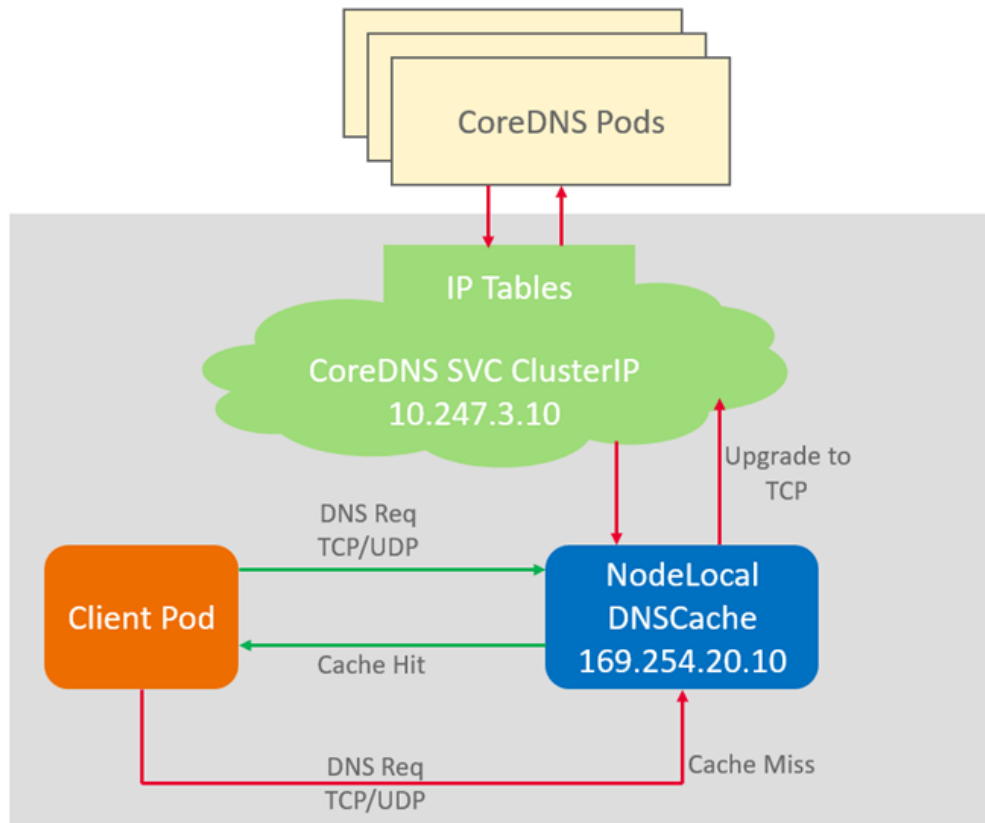 CoreDNS Pods
IP Tables
CoreDNS SVC ClusterIP
10.247.3.10
Upgrade to
TCP
DNS Req
TCP/UDP
Client Pod
NodeLocal
DNSCache
169.254.20.10
Cache Hit
DNS Req
TCP/UDP
Cache Miss